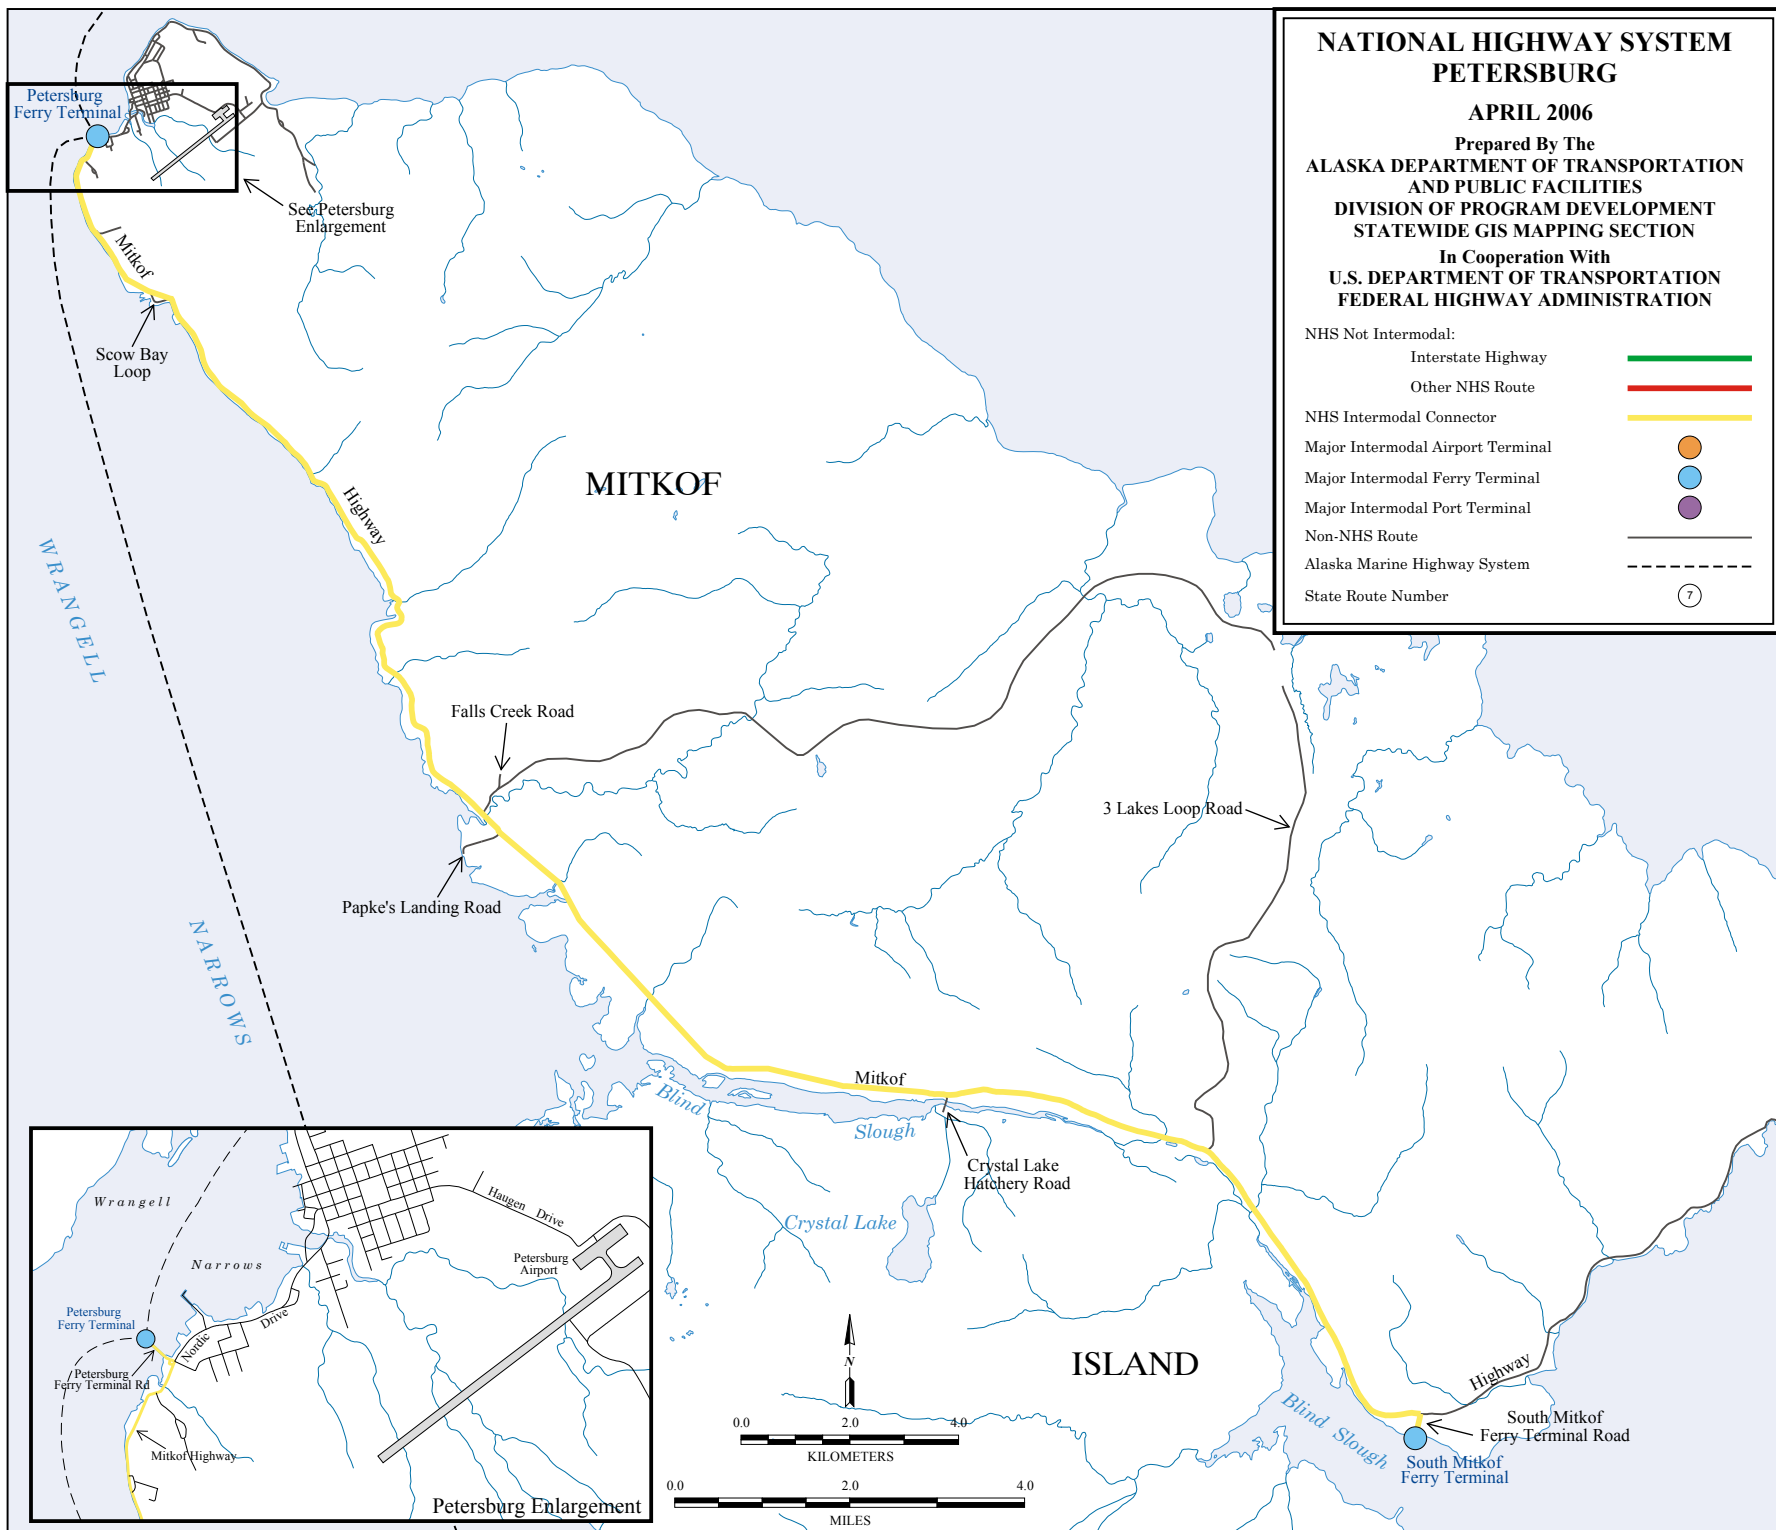 NATIONAL HIGHWAY SYSTEM
PETERSBURG
APRIL 2006
Prepared By The
ALASKA DEPARTMENT OF TRANSPORTATION
AND PUBLIC FACILITIES
DIVISION OF PROGRAM DEVELOPMENT
STATEWIDE GIS MAPPING SECTION
In Cooperation With
U.S. DEPARTMENT OF TRANSPORTATION
FEDERAL HIGHWAY ADMINISTRATION
NHS Not Intermodal:
Interstate Highway
Other NHS Route
NHS Intermodal Connector
Major Intermodal Airport Terminal
Major Intermodal Ferry Terminal
Major Intermodal Port Terminal
Non-NHS Route
Alaska Marine Highway System
State Route Number
7
Petersburg
Ferry Terminal
See Petersburg
Enlargement
Mitkof
Scow Bay
Loop
Highway
MITKOF
WRANGELL
NARROWS
Falls Creek Road
3 Lakes Loop Road
Papke's Landing Road
Mitkof
Blind
Slough
Crystal Lake
Hatchery Road
Crystal Lake
ISLAND
Highway
Blind Slough
South Mitkof
Ferry Terminal Road
South Mitkof
Ferry Terminal
N
0.0 2.0 4.0
KILOMETERS
0.0 2.0 4.0
MILES
Wrangell
Narrows
Haugen Drive
Petersburg
Airport
Petersburg
Ferry Terminal
Nordic Drive
Petersburg
Ferry Terminal Rd
Mitkof Highway
Petersburg Enlargement